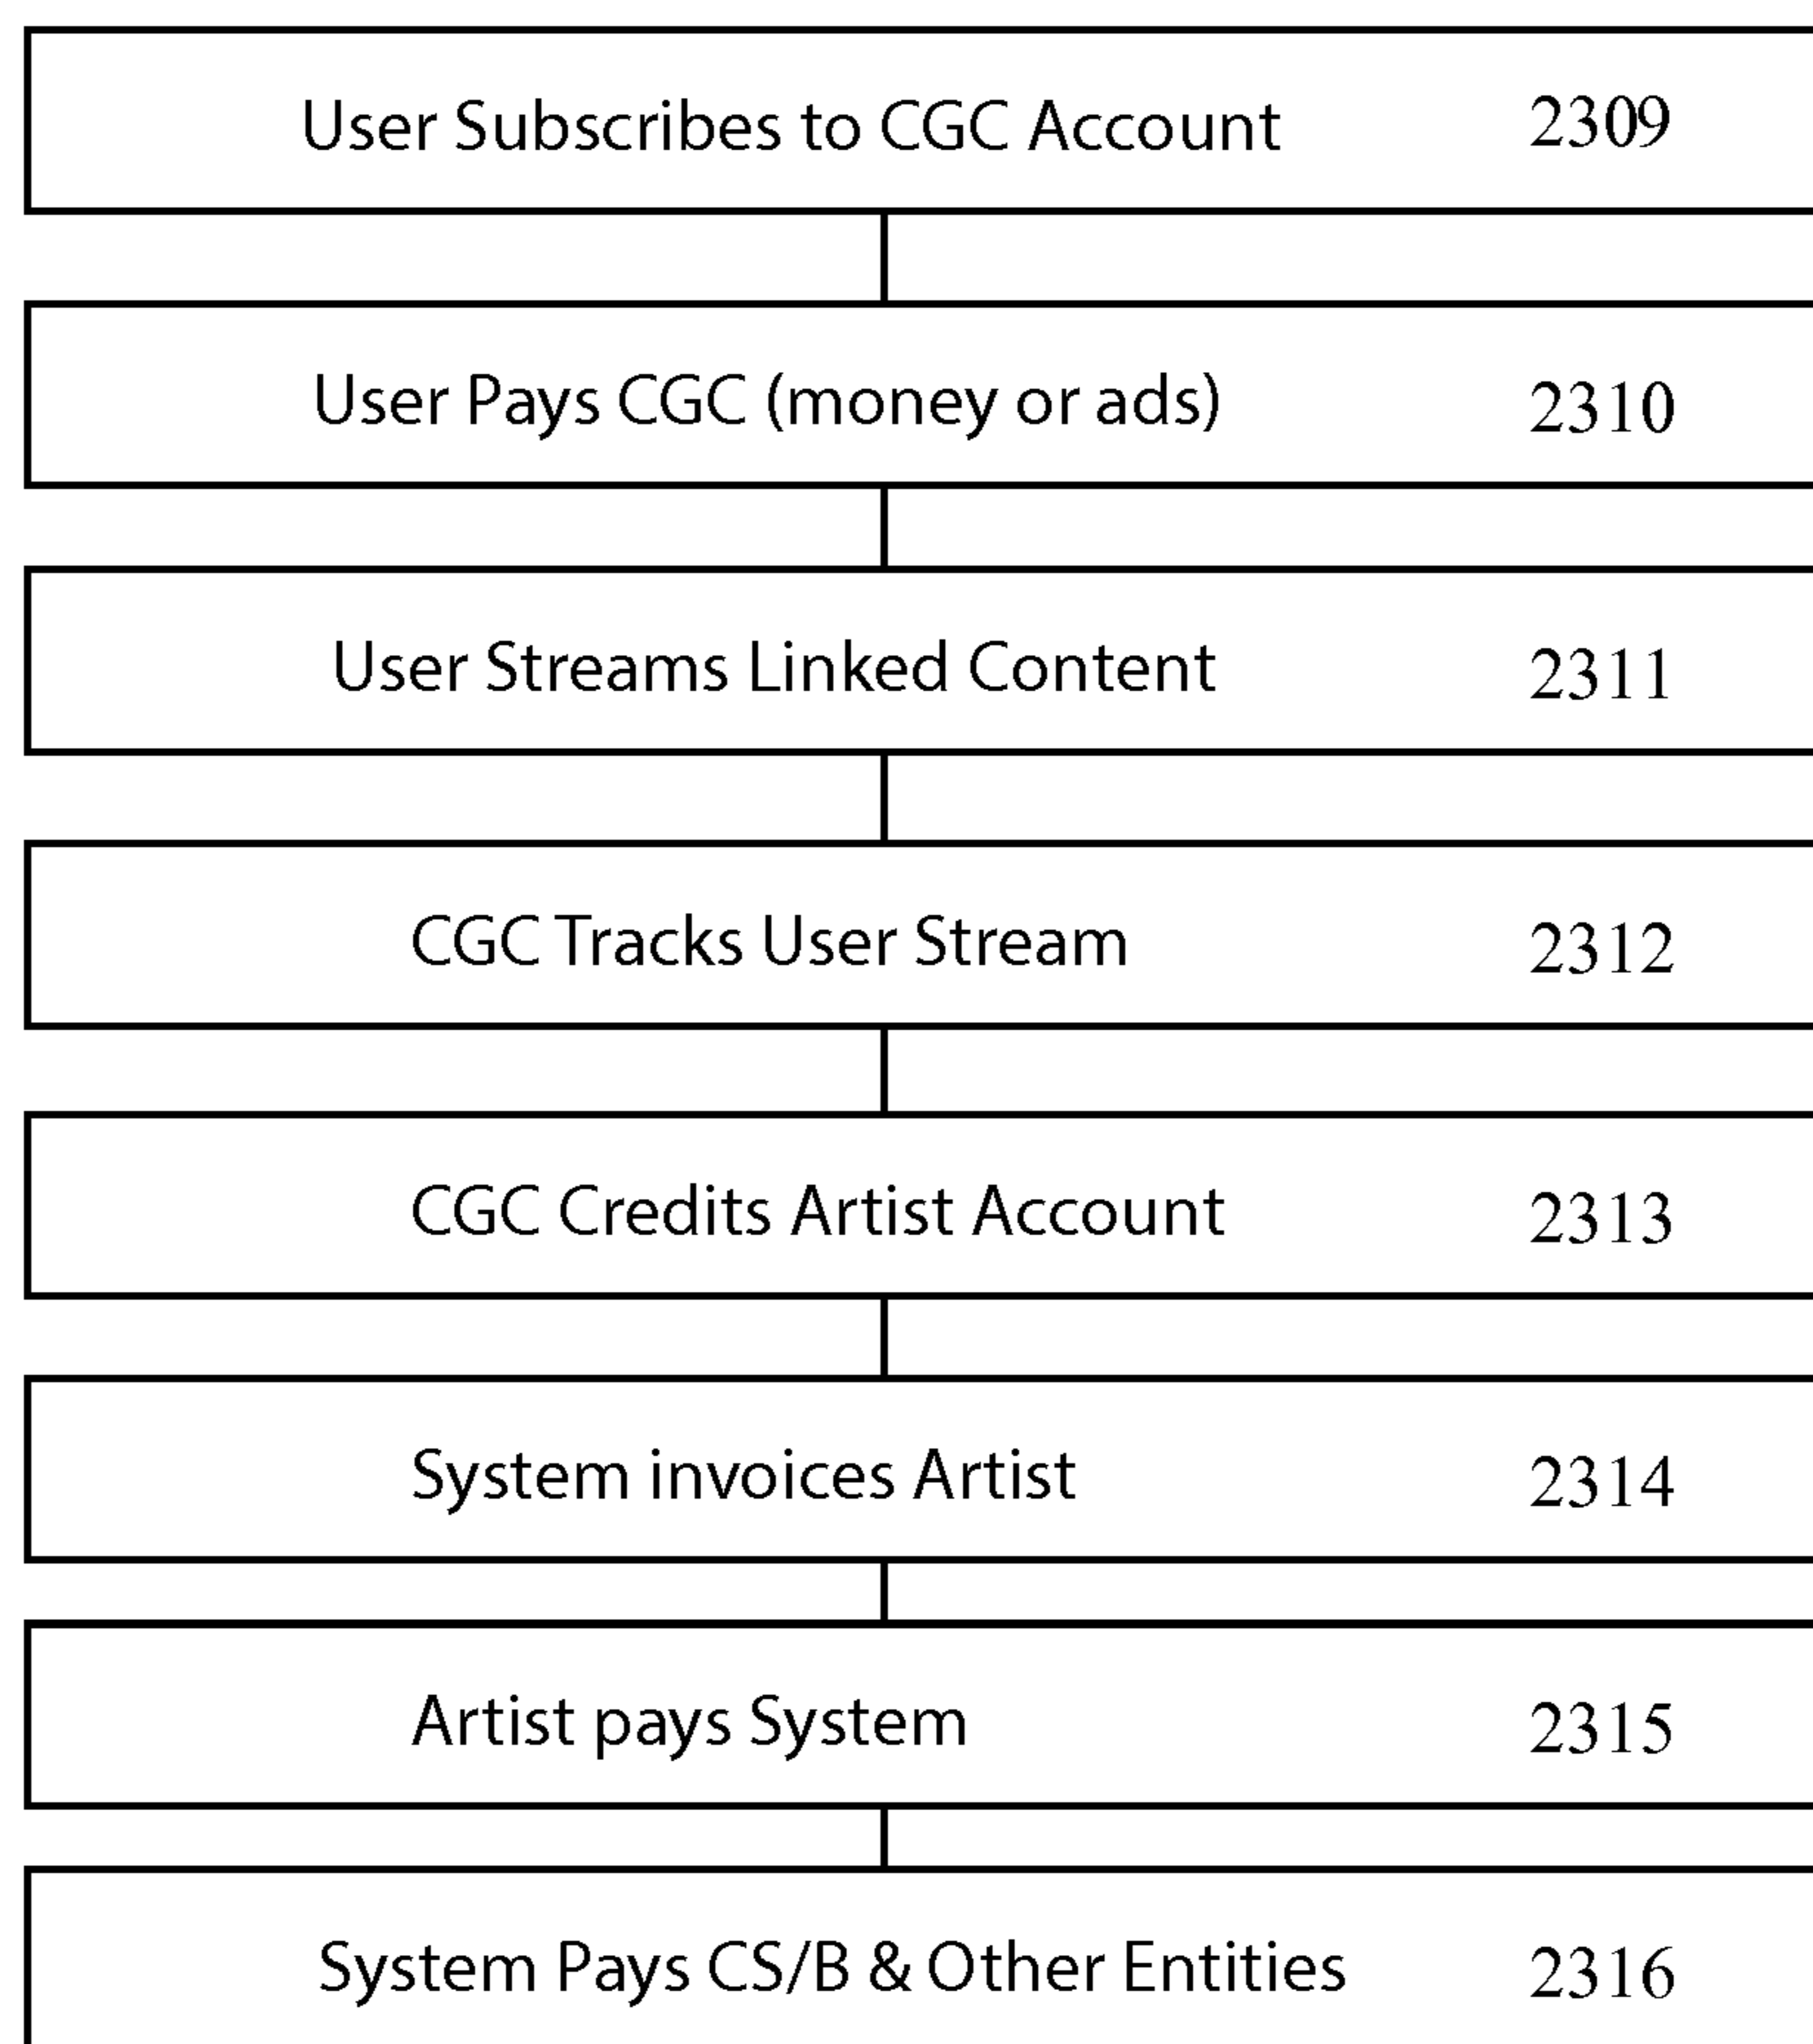 User Subscribes to CGC Account 2309
User Pays CGC (money or ads) 2310
User Streams Linked Content 2311
CGC Tracks User Stream 2312
CGC Credits Artist Account 2313
System invoices Artist 2314
Artist pays System 2315
System Pays CS/B & Other Entities 2316